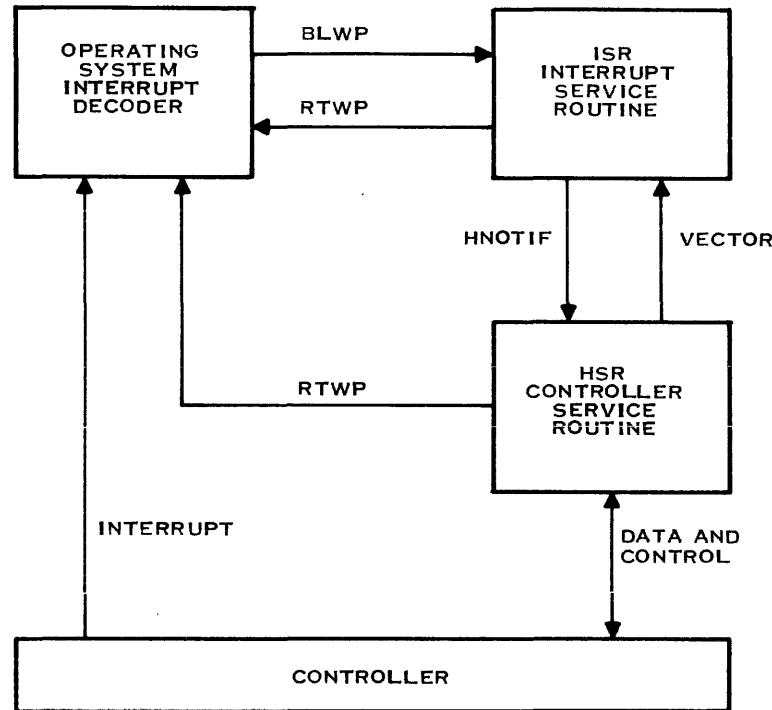 OPERATING
SYSTEM
INTERRUPT
DECODER
BLWP
RTWP
ISR
INTERRUPT
SERVICE
ROUTINE
HNOTIF
VECTOR
RTWP
HSR
CONTROLLER
SERVICE
ROUTINE
INTERRUPT
DATA AND
CONTROL
CONTROLLER